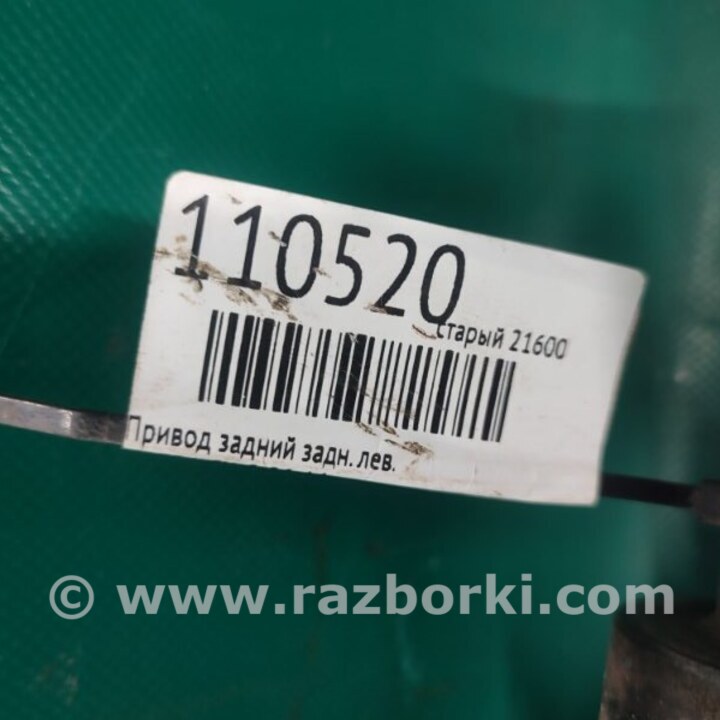 110520
старый 21600
Привод задний задн. лев.
© www.razborki.com